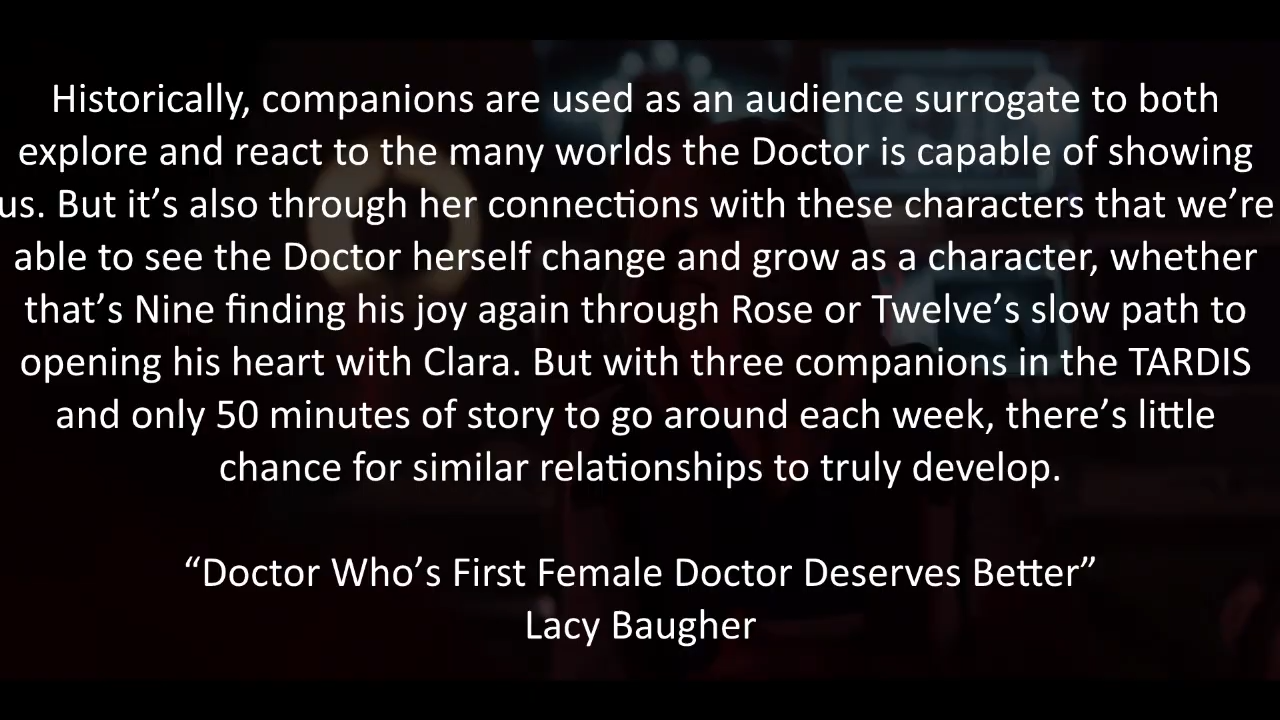 Historically, companions are used as an audience surrogate to both
explore and react to the many worlds the Doctor is capable of showing
us. But it’s also through her connections with these characters that we’re
able to see the Doctor herself change and grow as a character, whether
that’s Nine finding his joy again through Rose or Twelve’s slow path to
opening his heart with Clara. But with three companions in the TARDIS
and only 50 minutes of story to go around each week, there’s little
chance for similar relationships to truly develop.
“Doctor Who’s First Female Doctor Deserves Better”
Lacy Baugher